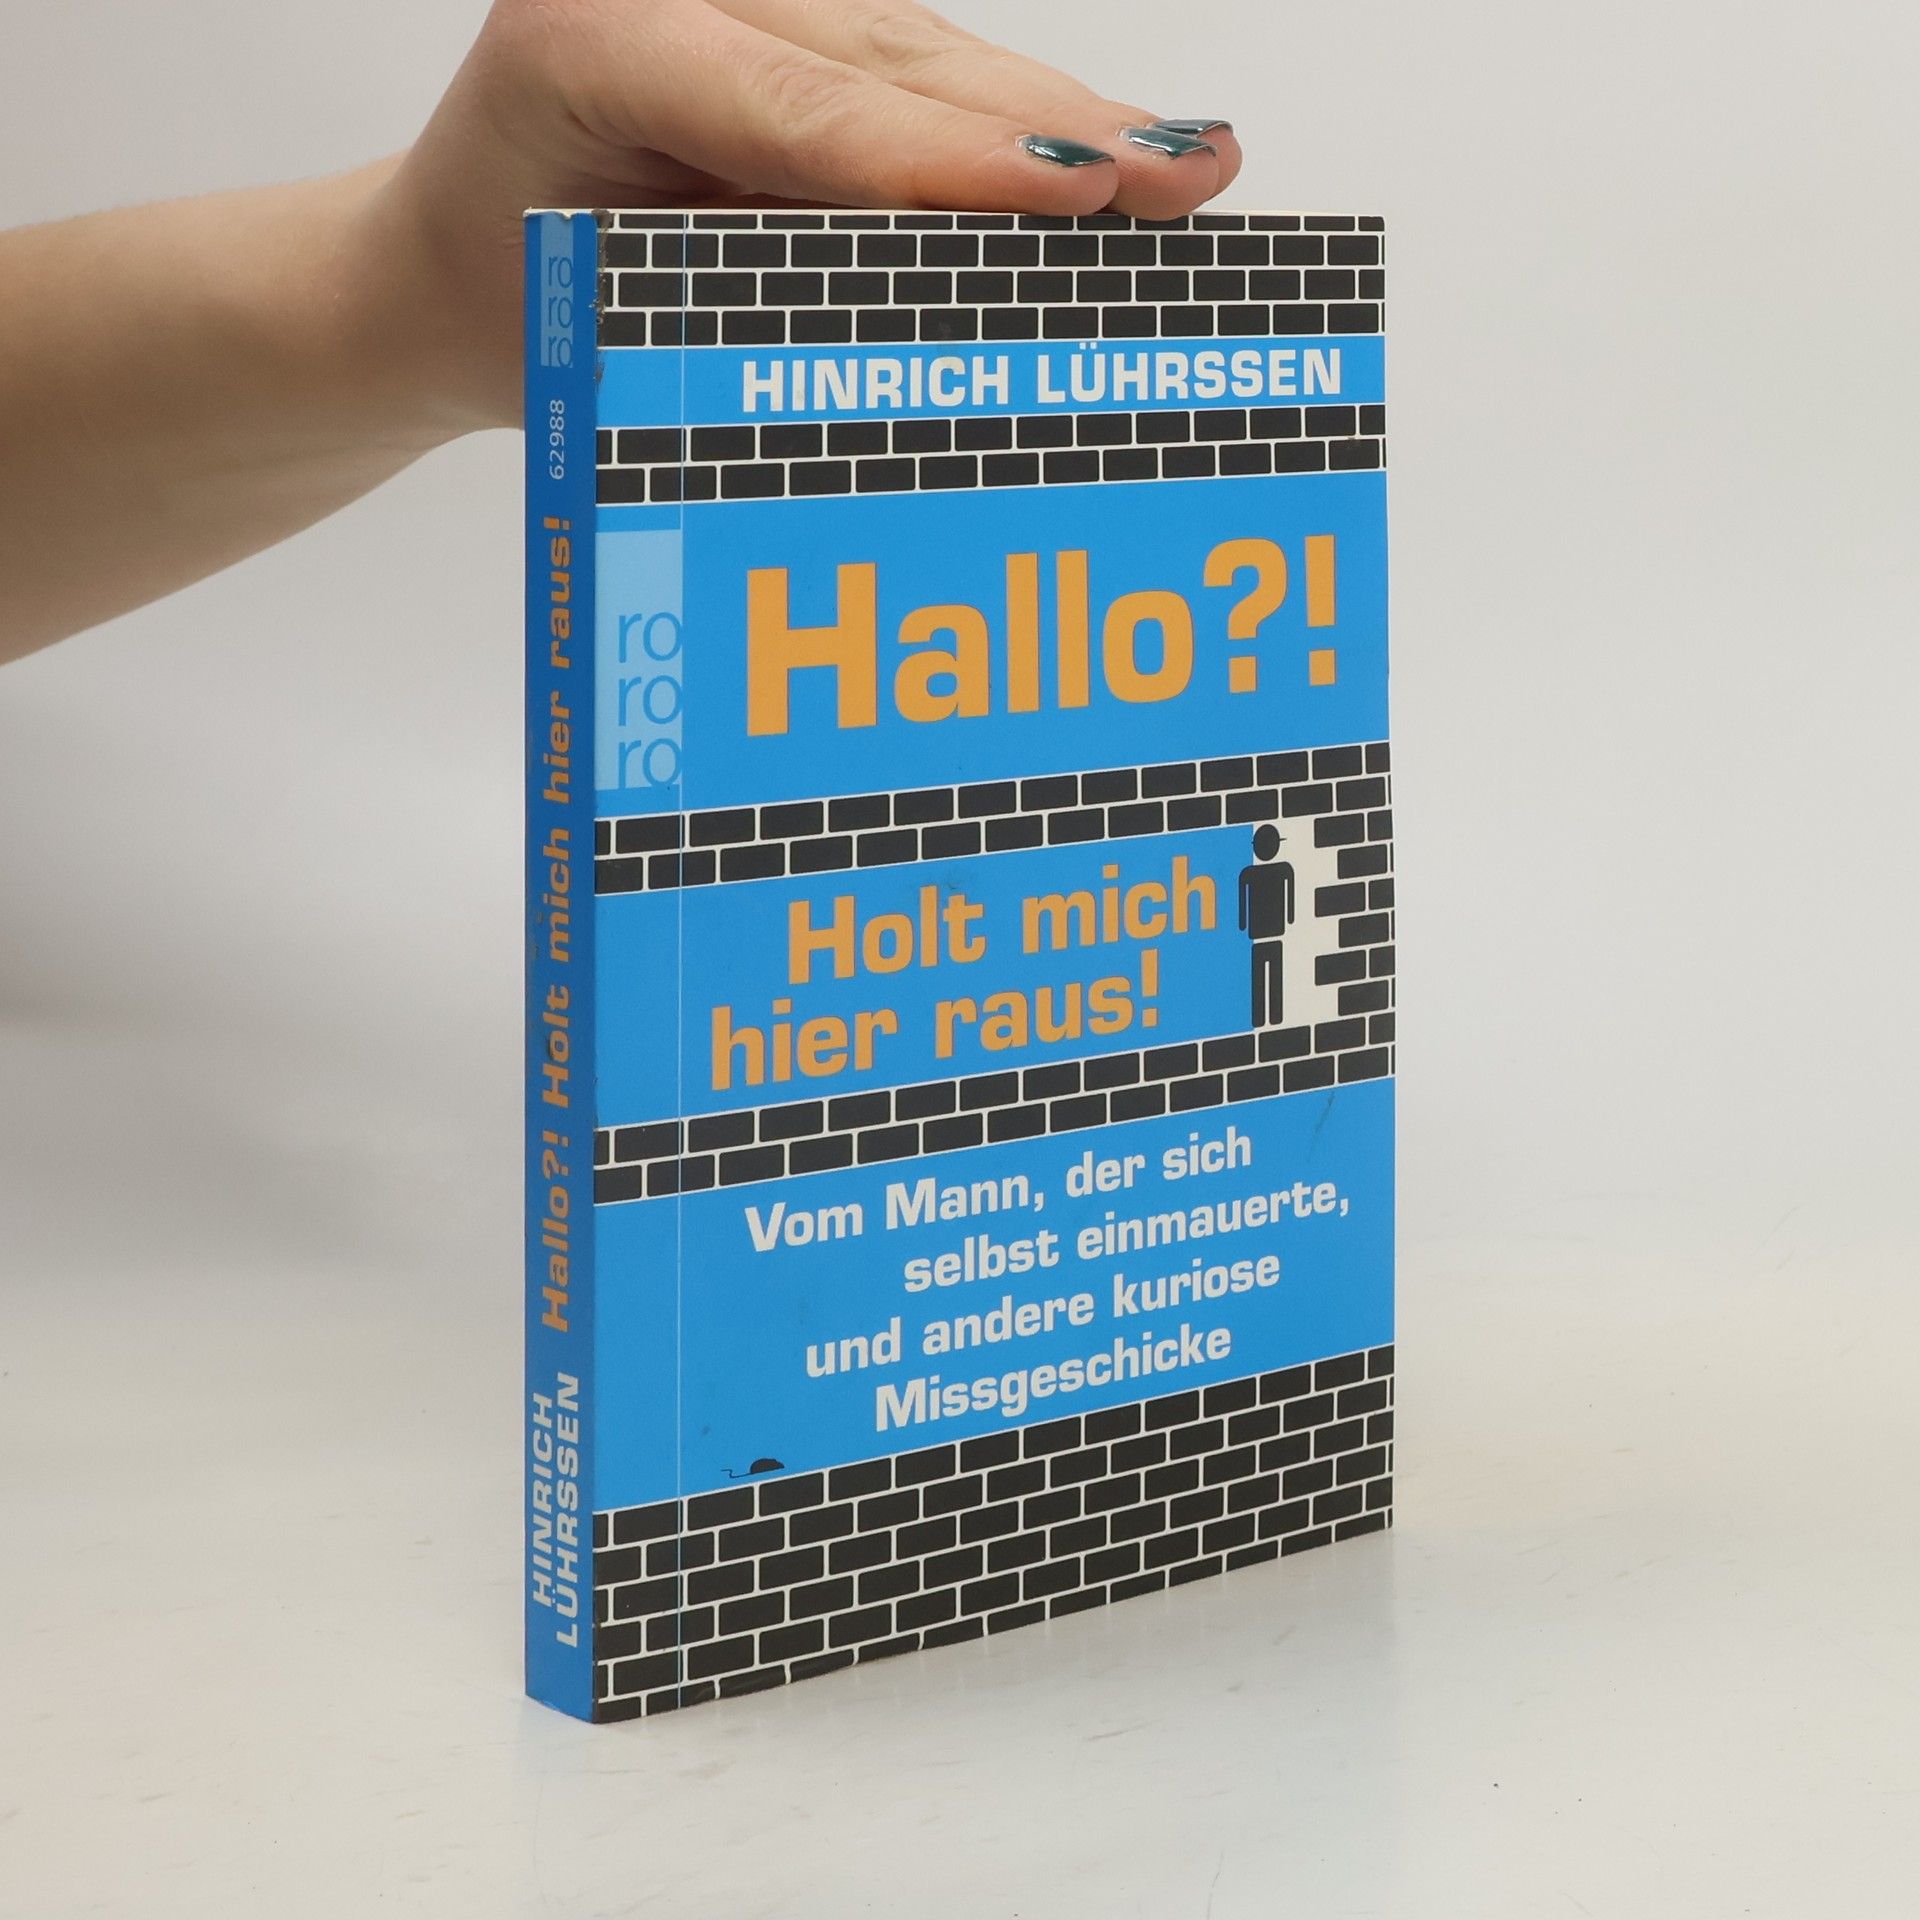 ro
ro
ro
62988
Hallo?! Holt mich hier raus!
HINRICH
LÜHRSSEN
HINRICH LÜHRSSEN
Hallo?!
ro
ro
ro
Holt mich
hier raus!
Vom Mann, der sich
selbst einmauerte,
und andere kuriose
Missgeschicke